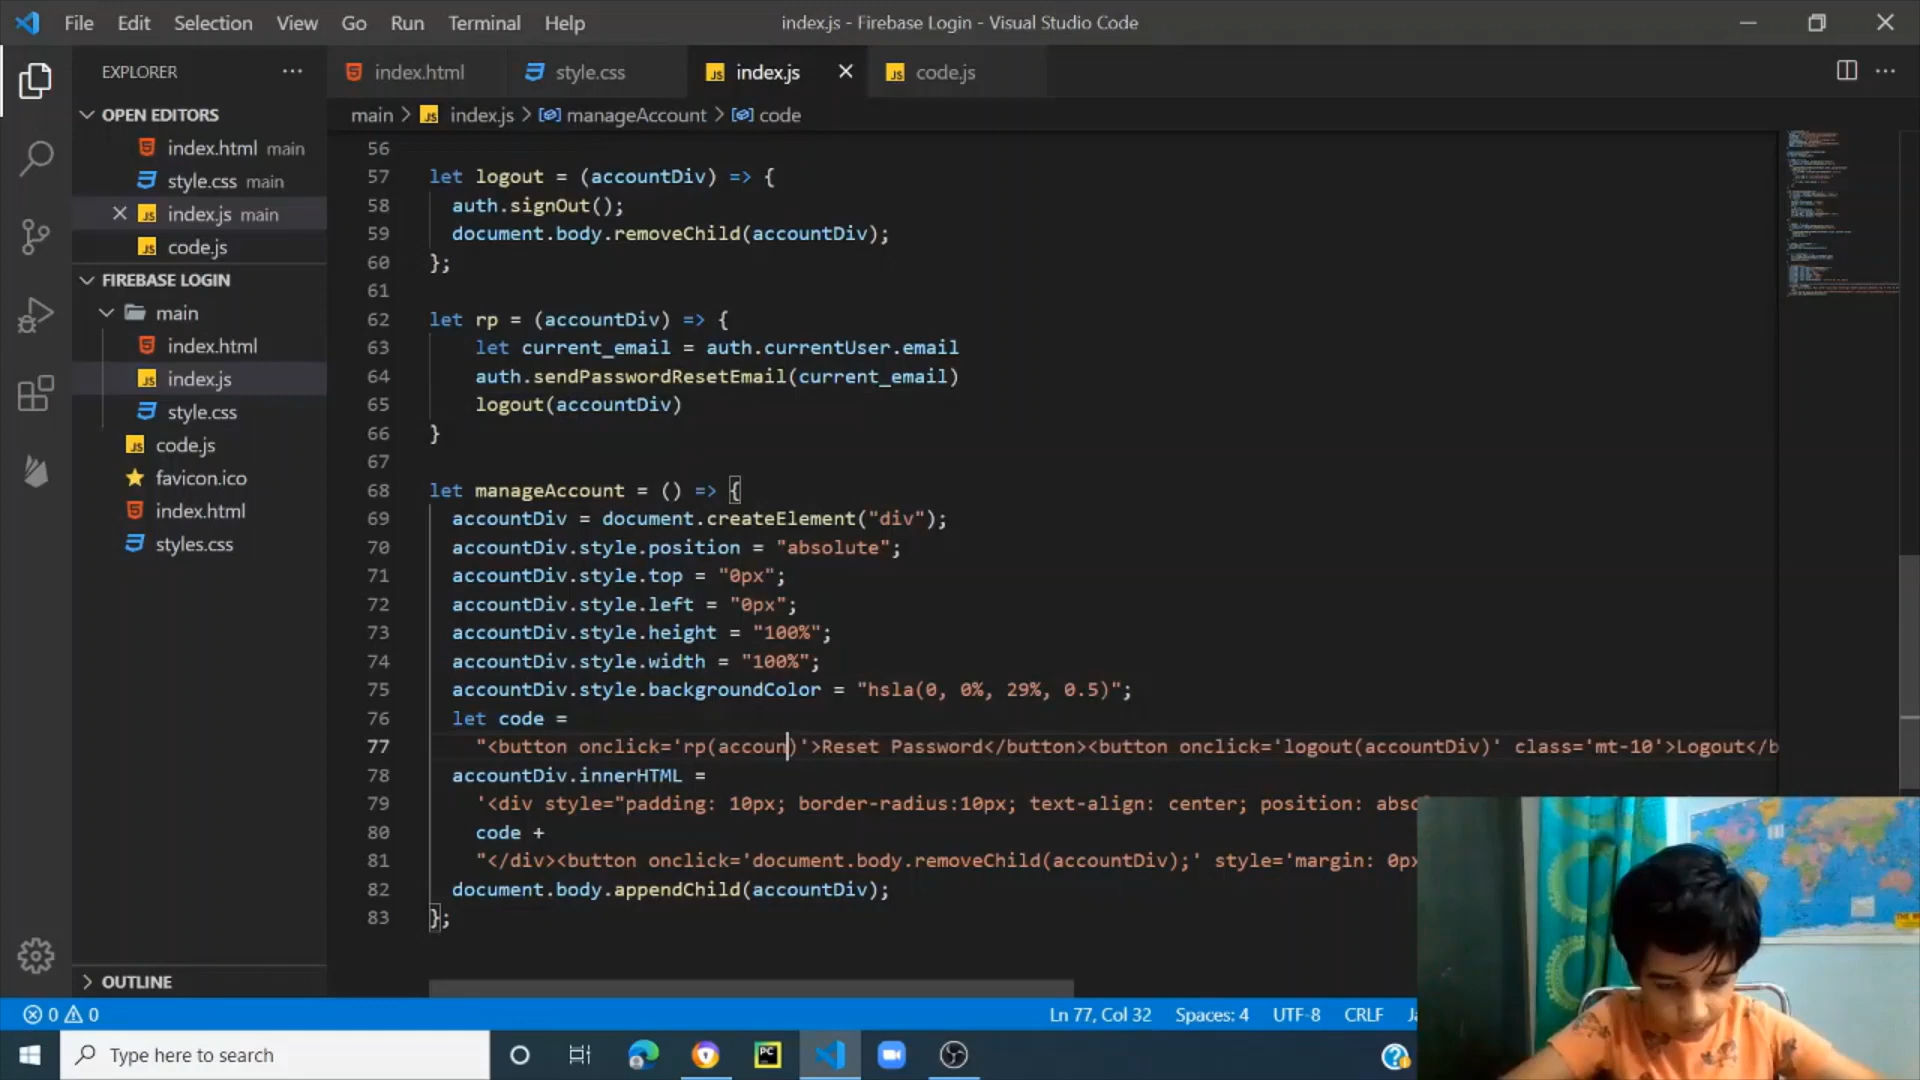 File Edit Selection View Go Run Terminal Help
index.js - Firebase Login - Visual Studio Code
EXPLORER
OPEN EDITORS
index.html main
style.css main
index.js main
code.js
FIREBASE LOGIN
main
index.html
index.js
style.css
code.js
favicon.ico
index.html
styles.css
OUTLINE
index.html style.css index.js code.js
main > index.js > manageAccount > code
56
57 let logout = (accountDiv) => {
58 auth.signOut();
59 document.body.removeChild(accountDiv);
60 };
61
62 let rp = (accountDiv) => {
63 let current_email = auth.currentUser.email
64 auth.sendPasswordResetEmail(current_email)
65 logout(accountDiv)
66 }
67
68 let manageAccount = () => {
69 accountDiv = document.createElement("div");
70 accountDiv.style.position = "absolute";
71 accountDiv.style.top = "0px";
72 accountDiv.style.left = "0px";
73 accountDiv.style.height = "100%";
74 accountDiv.style.width = "100%";
75 accountDiv.style.backgroundColor = "hsla(0, 0%, 29%, 0.5)";
76 let code =
77 "<button onclick='rp(accoun)'>Reset Password</button><button onclick='logout(accountDiv)' class='mt-10'>Logout</b
78 accountDiv.innerHTML =
79 '<div style="padding: 10px; border-radius:10px; text-align: center; position: abso
80 code +
81 "</div><button onclick='document.body.removeChild(accountDiv);' style='margin: 0px
82 document.body.appendChild(accountDiv);
83 };
0 0
Ln 77, Col 32 Spaces: 4 UTF-8 CRLF
Type here to search
PC